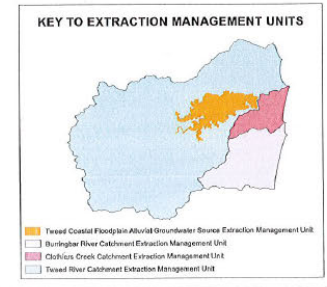 KEY TO EXTRACTION MANAGEMENT UNITS
Tweed Coastal Floodplain Alluvial Groundwater Source Extraction Management Unit
Burringbar River Catchment Extraction Management Unit
Clothiers Creek Catchment Extraction Management Unit
Tweed River Catchment Extraction Management Unit